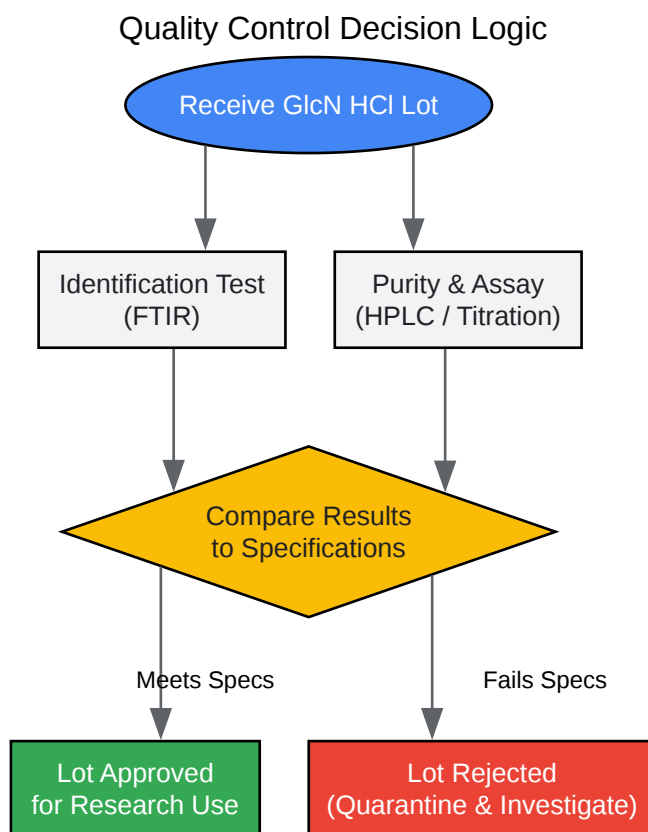 Quality Control Decision Logic
Receive GlcN HCl Lot
Identification Test
(FTIR)
Purity & Assay
(HPLC / Titration)
Compare Results
to Specifications
Meets Specs
Fails Specs
Lot Approved
for Research Use
Lot Rejected
(Quarantine & Investigate)